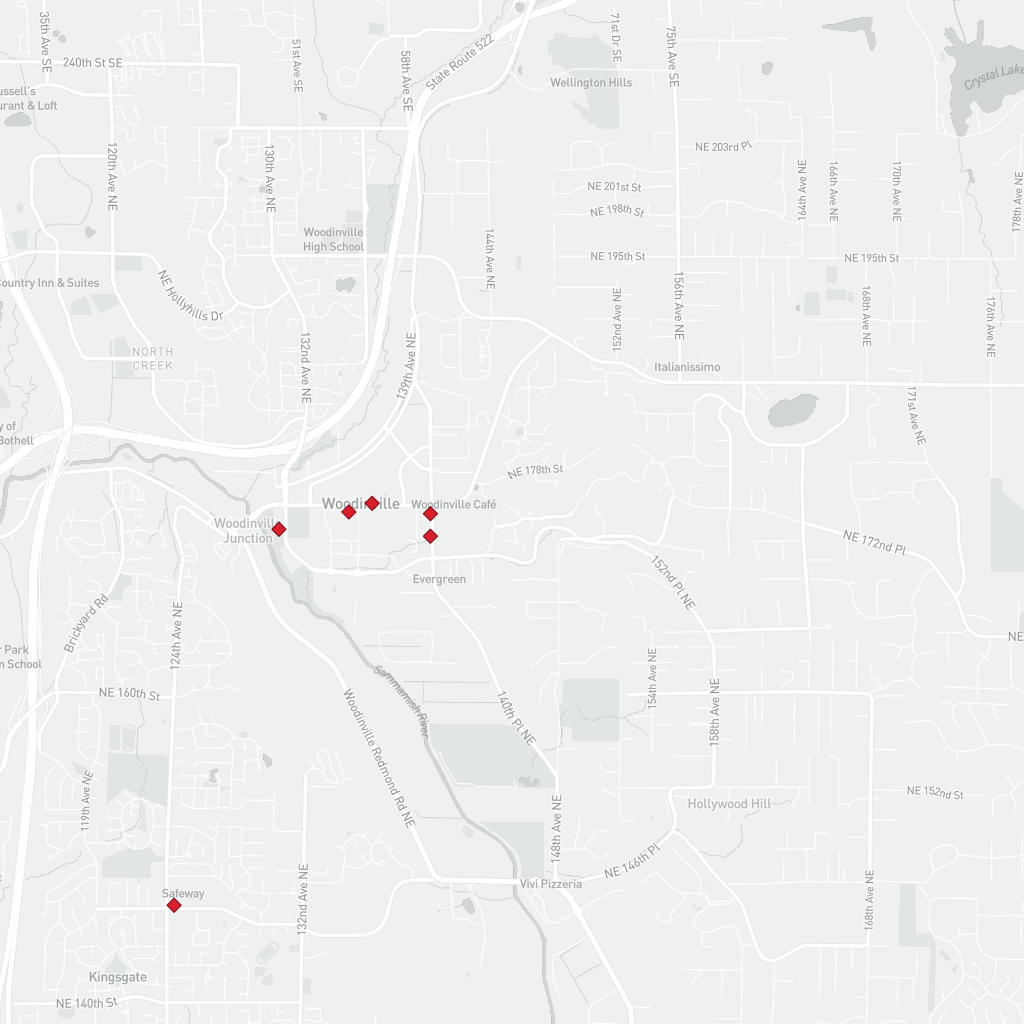 35th Ave SE
240th St SE
51st Ave SE
58th Ave SE
State Route 522
71st Dr SE
75th Ave SE
Wellington Hills
Crystal Lake
ussell's
urant & Loft
120th Ave NE
130th Ave NE
NE 203rd Pl
164th Ave NE
166th Ave NE
170th Ave NE
178th Ave NE
NE 201st St
NE 198th St
Woodinville
High School
144th Ave NE
NE 195th St
NE 195th St
Country Inn & Suites
NE Hollyhills Dr
156th Ave NE
152nd Ave NE
168th Ave NE
176th Ave NE
NORTH
CREEK
132nd Ave NE
139th Ave NE
Italianissimo
171st Ave NE
y of
Bothell
NE 178th St
Woodinville
Woodinville Café
Woodinville
Junction
NE 172nd Pl
Evergreen
152nd Pl NE
Brickyard Rd
124th Ave NE
NE
r Park
n School
154th Ave NE
158th Ave NE
NE 160th St
Sammamish River
Woodinville Redmond Rd NE
140th Pl NE
119th Ave NE
NE 152nd St
Hollywood Hill
148th Ave NE
NE 146th Pl
Vivi Pizzeria
Safeway
132nd Ave NE
168th Ave NE
Kingsgate
NE 140th St